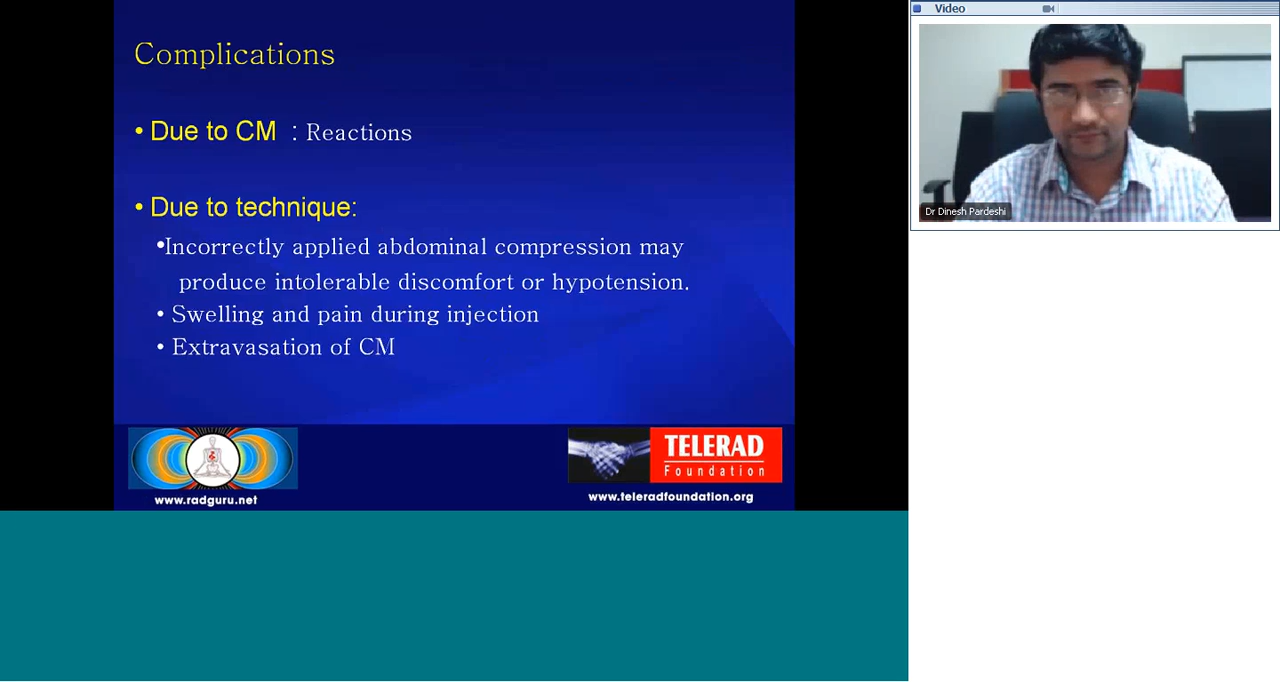 Complications
• Due to CM : Reactions
• Due to technique:
•Incorrectly applied abdominal compression may
produce intolerable discomfort or hypotension.
• Swelling and pain during injection
• Extravasation of CM
www.radguru.net
TELERAD
Foundation
www.teleradfoundation.org
Video
Dr Dinesh Pardeshi